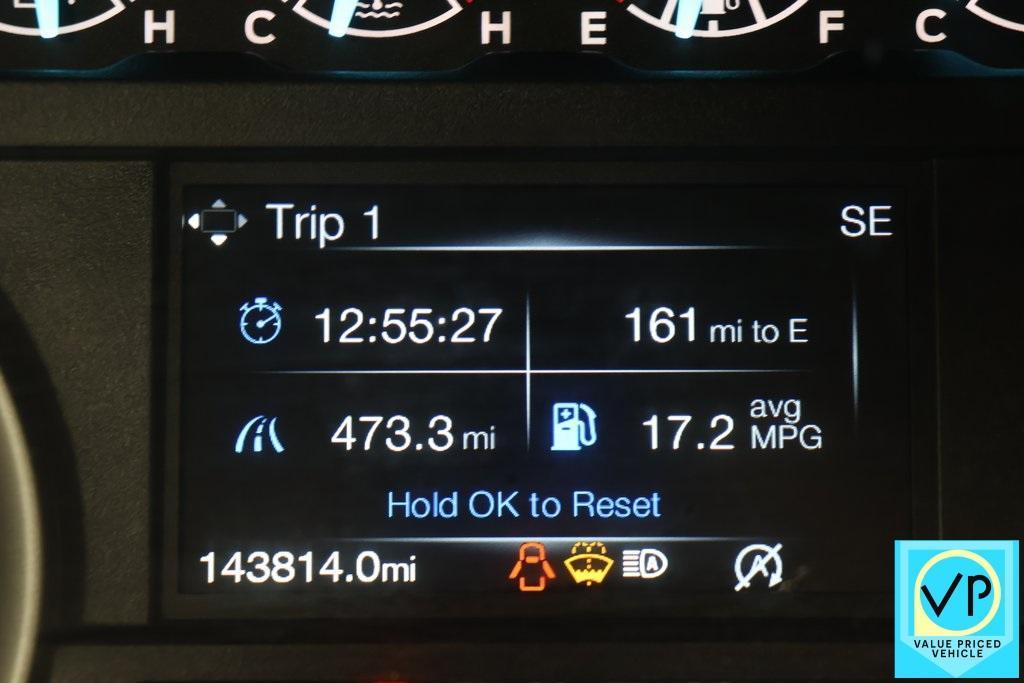 H C H E F C
Trip 1 SE
12:55:27 161 mi to E
473.3 mi 17.2 avg MPG
Hold OK to Reset
143814.0mi A A
VP
VALUE PRICED
VEHICLE